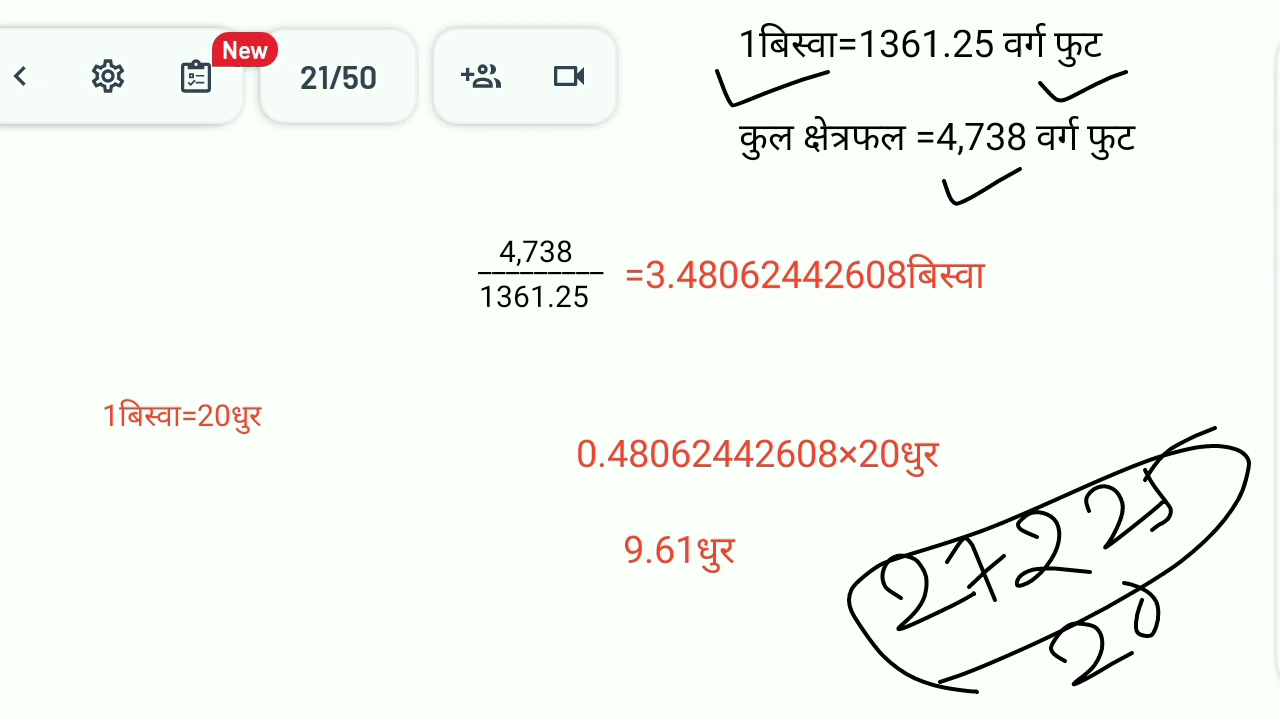 New
21/50
1बिस्वा=1361.25 वर्ग फुट
कुल क्षेत्रफल =4,738 वर्ग फुट
4,738
1361.25
=3.48062442608बिस्वा
1बिस्वा=20धुर
0.48062442608×20धुर
9.61धुर
20